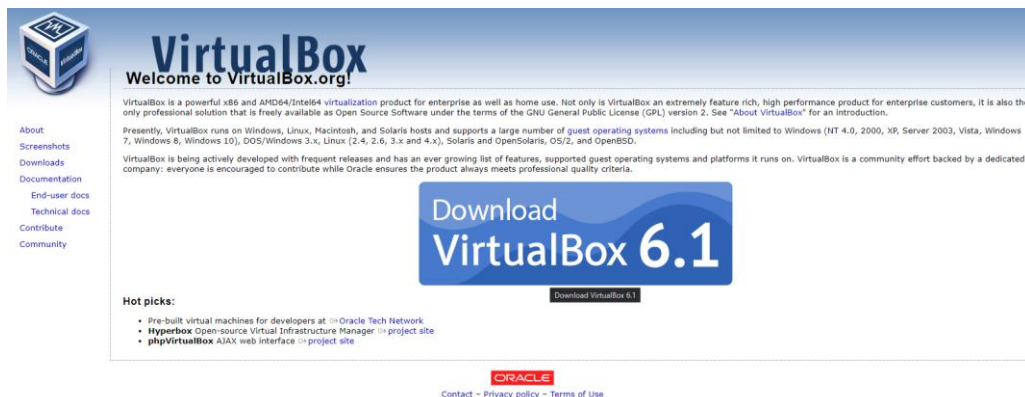 VirtualBox
Welcome to VirtualBox.org!
VirtualBox is a powerful x86 and AMD64/Intel64 virtualization product for enterprise as well as home use. Not only is VirtualBox an extremely feature rich, high performance product for enterprise customers, it is also the
only professional solution that is freely available as Open Source Software under the terms of the GNU General Public License (GPL) version 2. See "About VirtualBox" for an introduction.
Presently, VirtualBox runs on Windows, Linux, Macintosh, and Solaris hosts and supports a large number of guest operating systems including but not limited to Windows (NT 4.0, 2000, XP, Server 2003, Vista, Windows
7, Windows 8, Windows 10), DOS/Windows 3.x, Linux (2.4, 2.6, 3.x and 4.x), Solaris and OpenSolaris, OS/2, and OpenBSD.
VirtualBox is being actively developed with frequent releases and has an ever growing list of features, supported guest operating systems and platforms it runs on. VirtualBox is a community effort backed by a dedicated
company: everyone is encouraged to contribute while Oracle ensures the product always meets professional quality criteria.
About
Screenshots
Downloads
Documentation
End-user docs
Technical docs
Contribute
Community
Download
VirtualBox 6.1
Download VirtualBox 6.1
Hot picks:
• Pre-built virtual machines for developers at Oracle Tech Network
• Hyperbox Open-source Virtual Infrastructure Manager project site
• phpVirtualBox AJAX web interface project site
ORACLE
Contact – Privacy policy – Terms of Use
ORACLE
VirtualBox